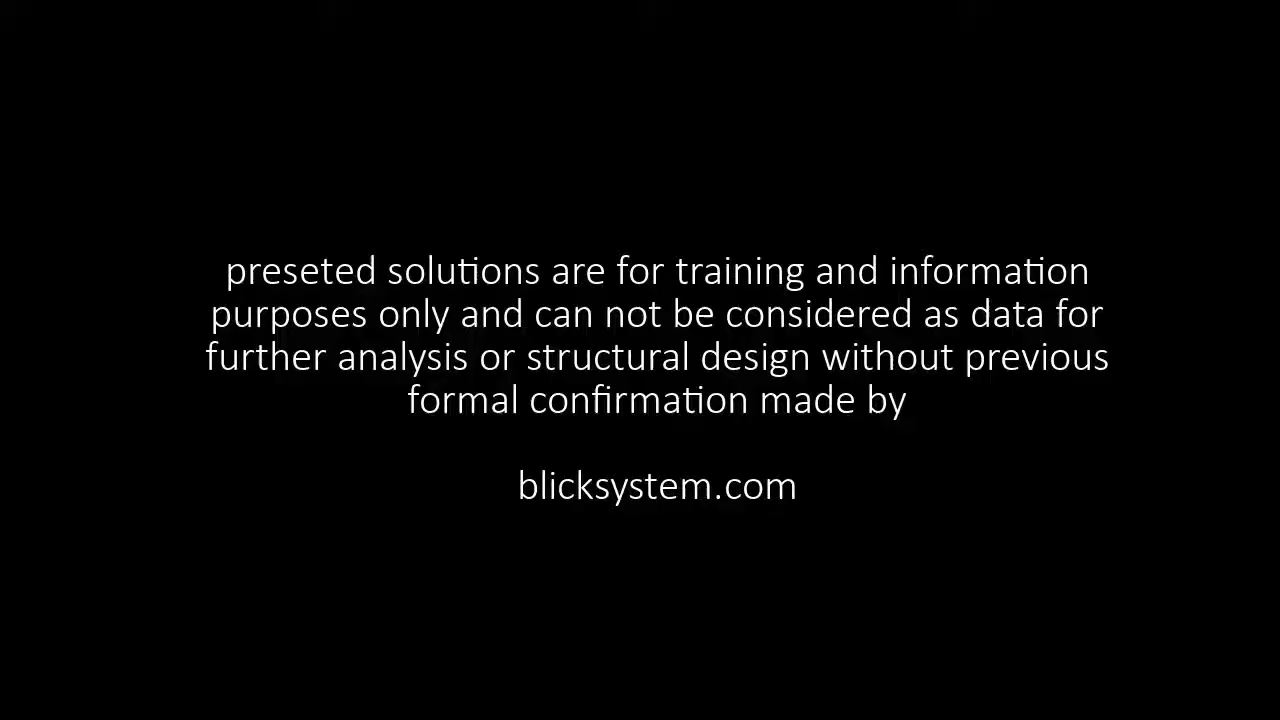 preseted solutions are for training and information
purposes only and can not be considered as data for
further analysis or structural design without previous
formal confirmation made by
blicksystem.com